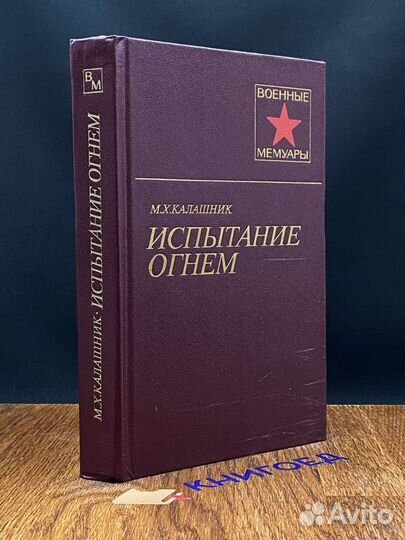 ВМ
М.Х.КАЛАШНИК · ИСПЫТАНИЕ ОГНЕМ
ВОЕННЫЕ
МЕМУАРЫ
М.Х.КАЛАШНИК
ИСПЫТАНИЕ
ОГНЕМ
КНИГОЕД
Avito